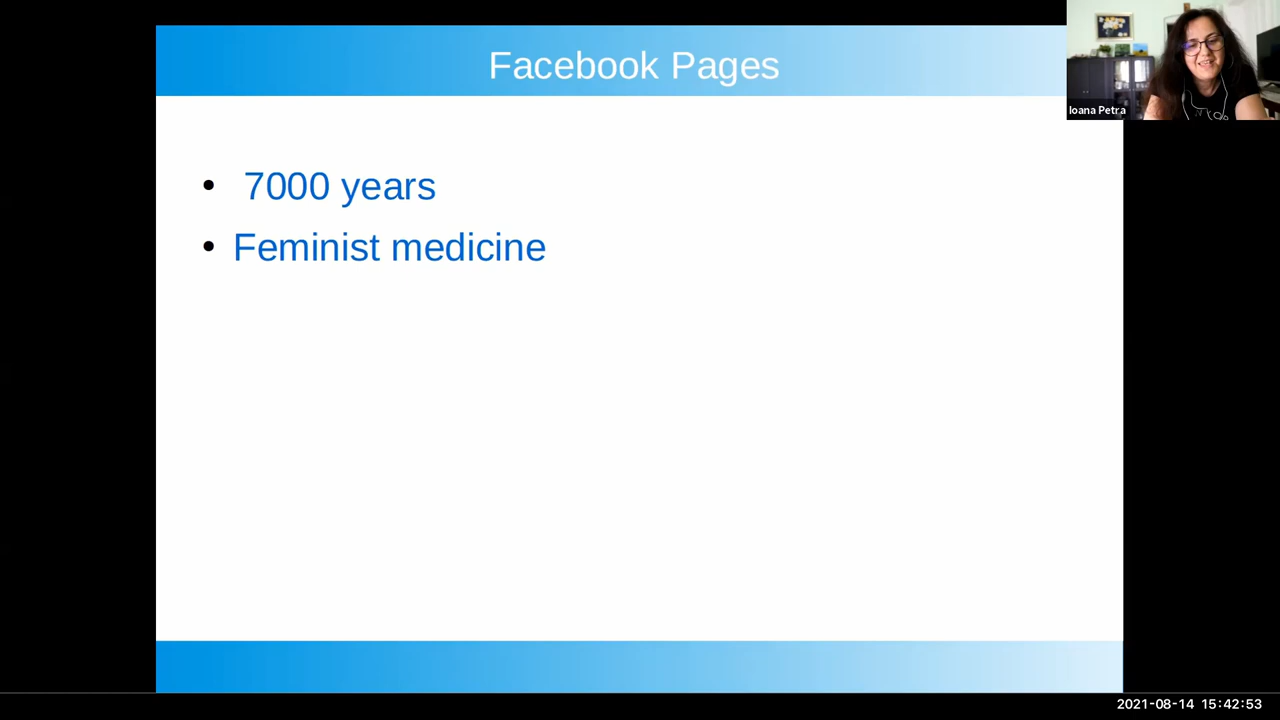 Facebook Pages
Ioana Petra
7000 years
Feminist medicine
2021-08-14 15:42:53